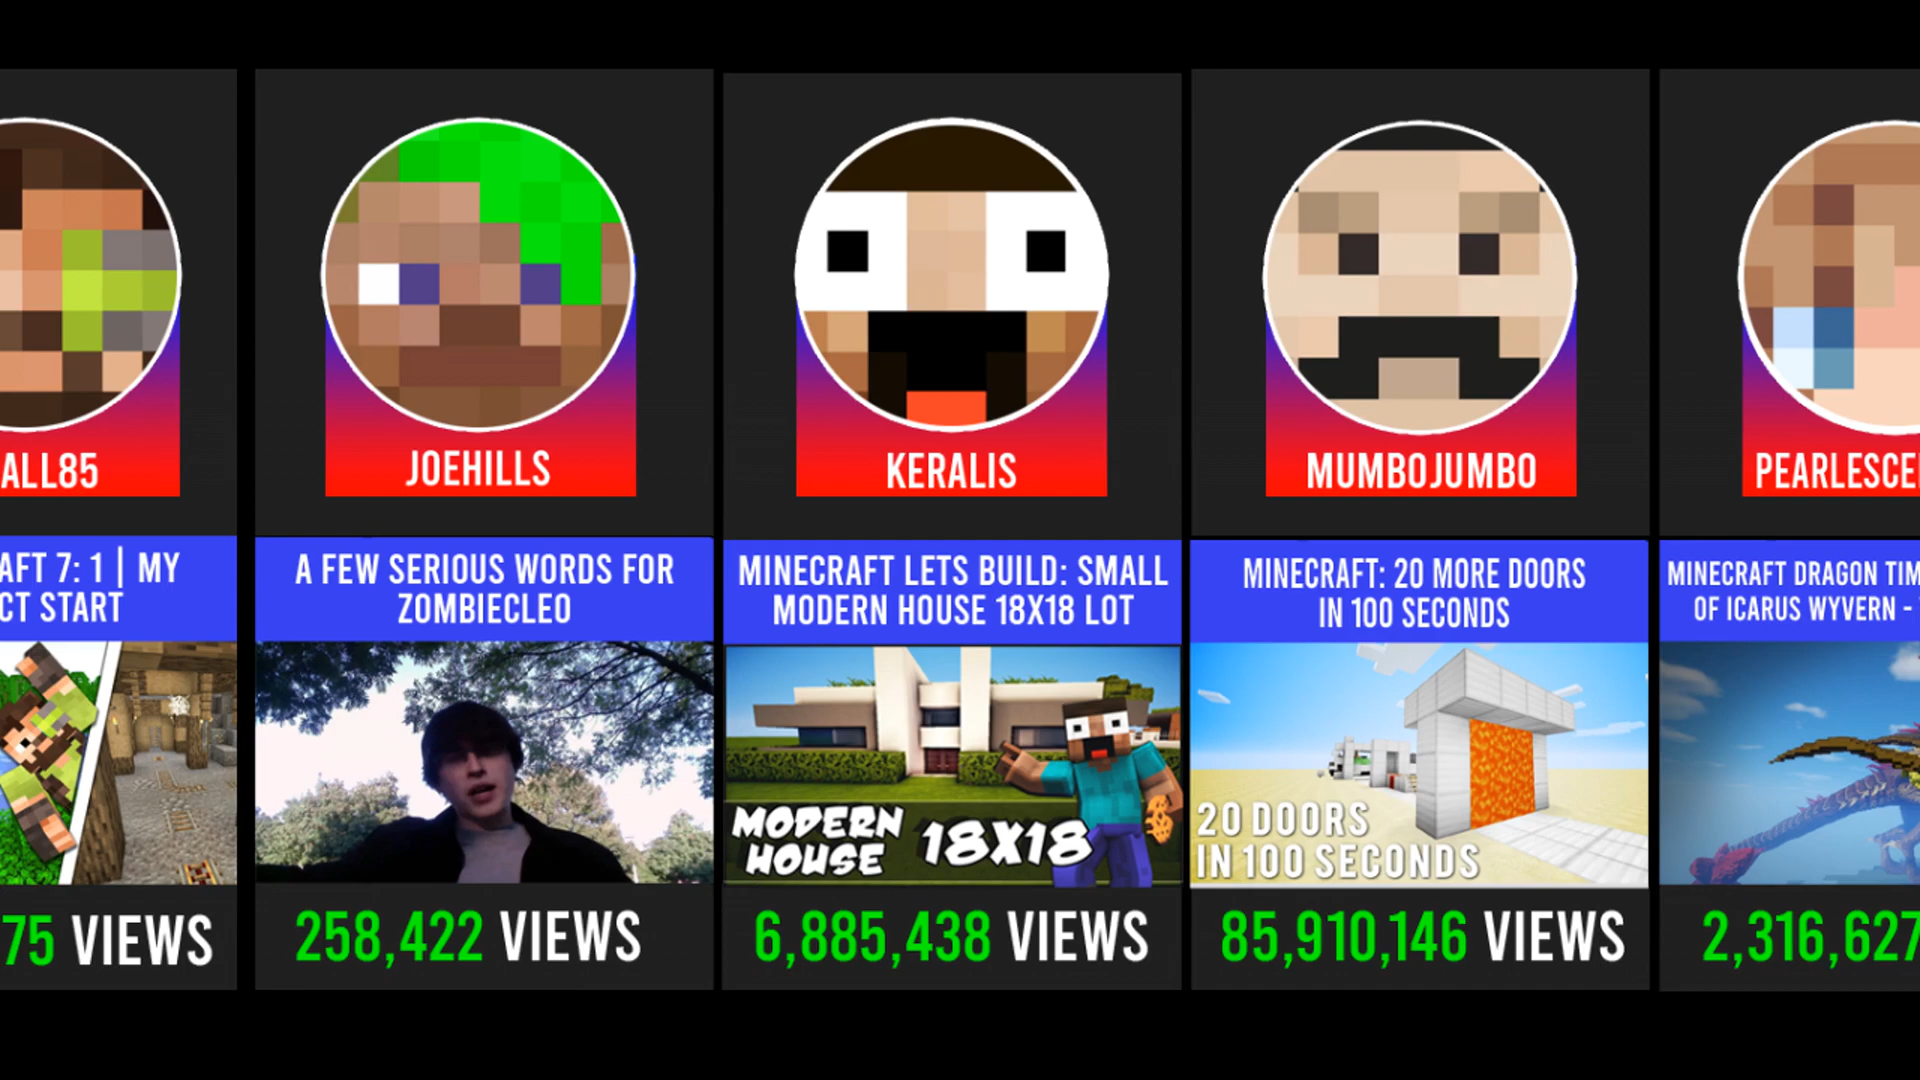 ALL85
AFT 7: 1 | MY
CT START
75 VIEWS
JOEHILLS
A FEW SERIOUS WORDS FOR
ZOMBIECLEO
258,422 VIEWS
KERALIS
MINECRAFT LETS BUILD: SMALL
MODERN HOUSE 18X18 LOT
MODERN
HOUSE 18X18
6,885,438 VIEWS
MUMBOJUMBO
MINECRAFT: 20 MORE DOORS
IN 100 SECONDS
20 DOORS
IN 100 SECONDS
85,910,146 VIEWS
PEARLESCE
MINECRAFT DRAGON TIM
OF ICARUS WYVERN -
2,316,627